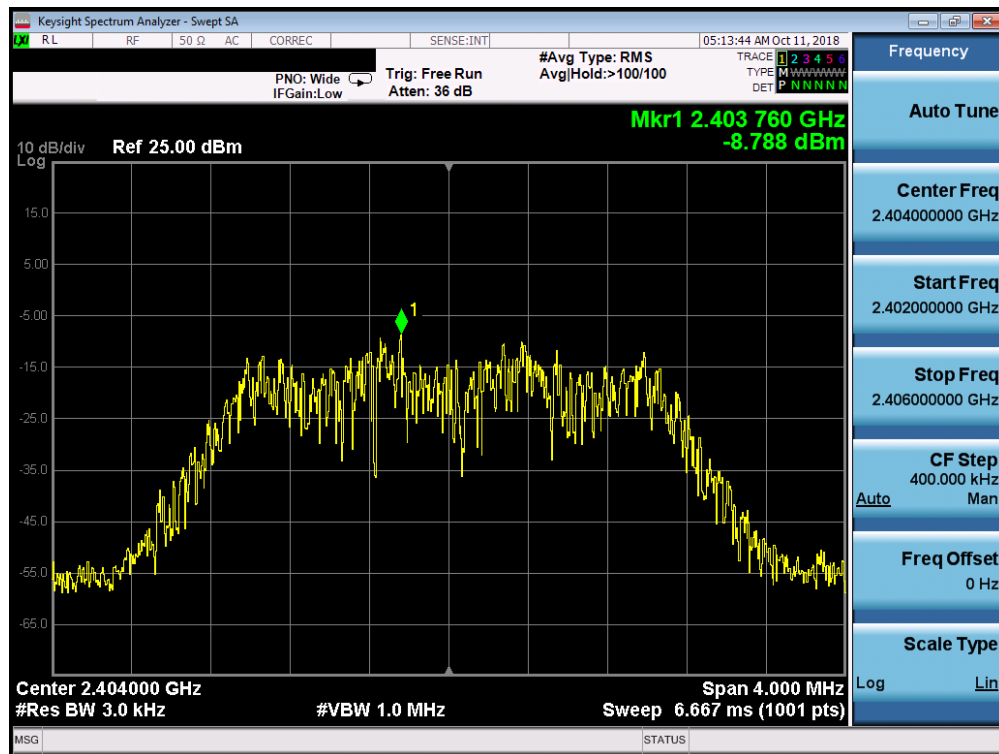 Keysight Spectrum Analyzer - Swept SA
LXI RL RF 50 Ω AC CORREC SENSE:INT 05:13:44 AM Oct 11, 2018
PNO: Wide
IFGain:Low
Trig: Free Run
Atten: 36 dB
#Avg Type: RMS
Avg|Hold:>100/100
TRACE 1 2 3 4 5 6
TYPE M WWWWW
DET P N N N N N
Mkr1 2.403 760 GHz
-8.788 dBm
10 dB/div Ref 25.00 dBm
Log
15.0
5.00
-5.00
-15.0
-25.0
-35.0
-45.0
-55.0
-65.0
1
Center 2.404000 GHz Span 4.000 MHz
#Res BW 3.0 kHz #VBW 1.0 MHz Sweep 6.667 ms (1001 pts)
MSG STATUS
Frequency
Auto Tune
Center Freq
2.404000000 GHz
Start Freq
2.402000000 GHz
Stop Freq
2.406000000 GHz
CF Step
400.000 kHz
Auto Man
Freq Offset
0 Hz
Scale Type
Log Lin